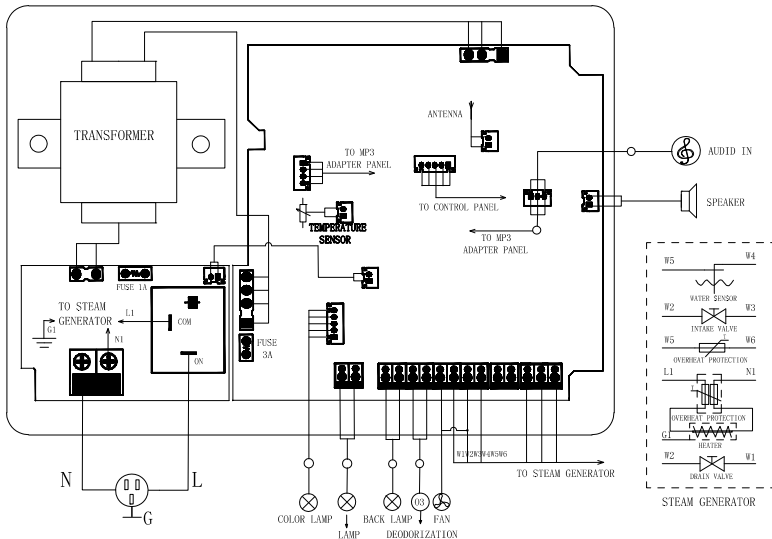 TRANSFORMER
ANTENNA
TO MP3
ADAPTER PANEL
TO CONTROL PANEL
TEMPERATURE
SENSOR
TO MP3
ADAPTER PANEL
AUDID IN
SPEAKER
FUSE 1A
TO STEAM
GENERATOR
L1
G1
N1
COM
ON
FUSE
3A
N
L
G
W1W2W3W4W5W6
TO STEAM GENERATOR
COLOR LAMP
LAMP
BACK LAMP
O3
DEODORIZATION
FAN
W5
W4
WATER SENSOR
W2
W3
INTAKE VALVE
W5
T
W6
OVERHEAT PROTECTION
L1
N1
T
OVERHEAT PROTECTION
G1
HEATER
W2
W1
DRAIN VALVE
STEAM GENERATOR